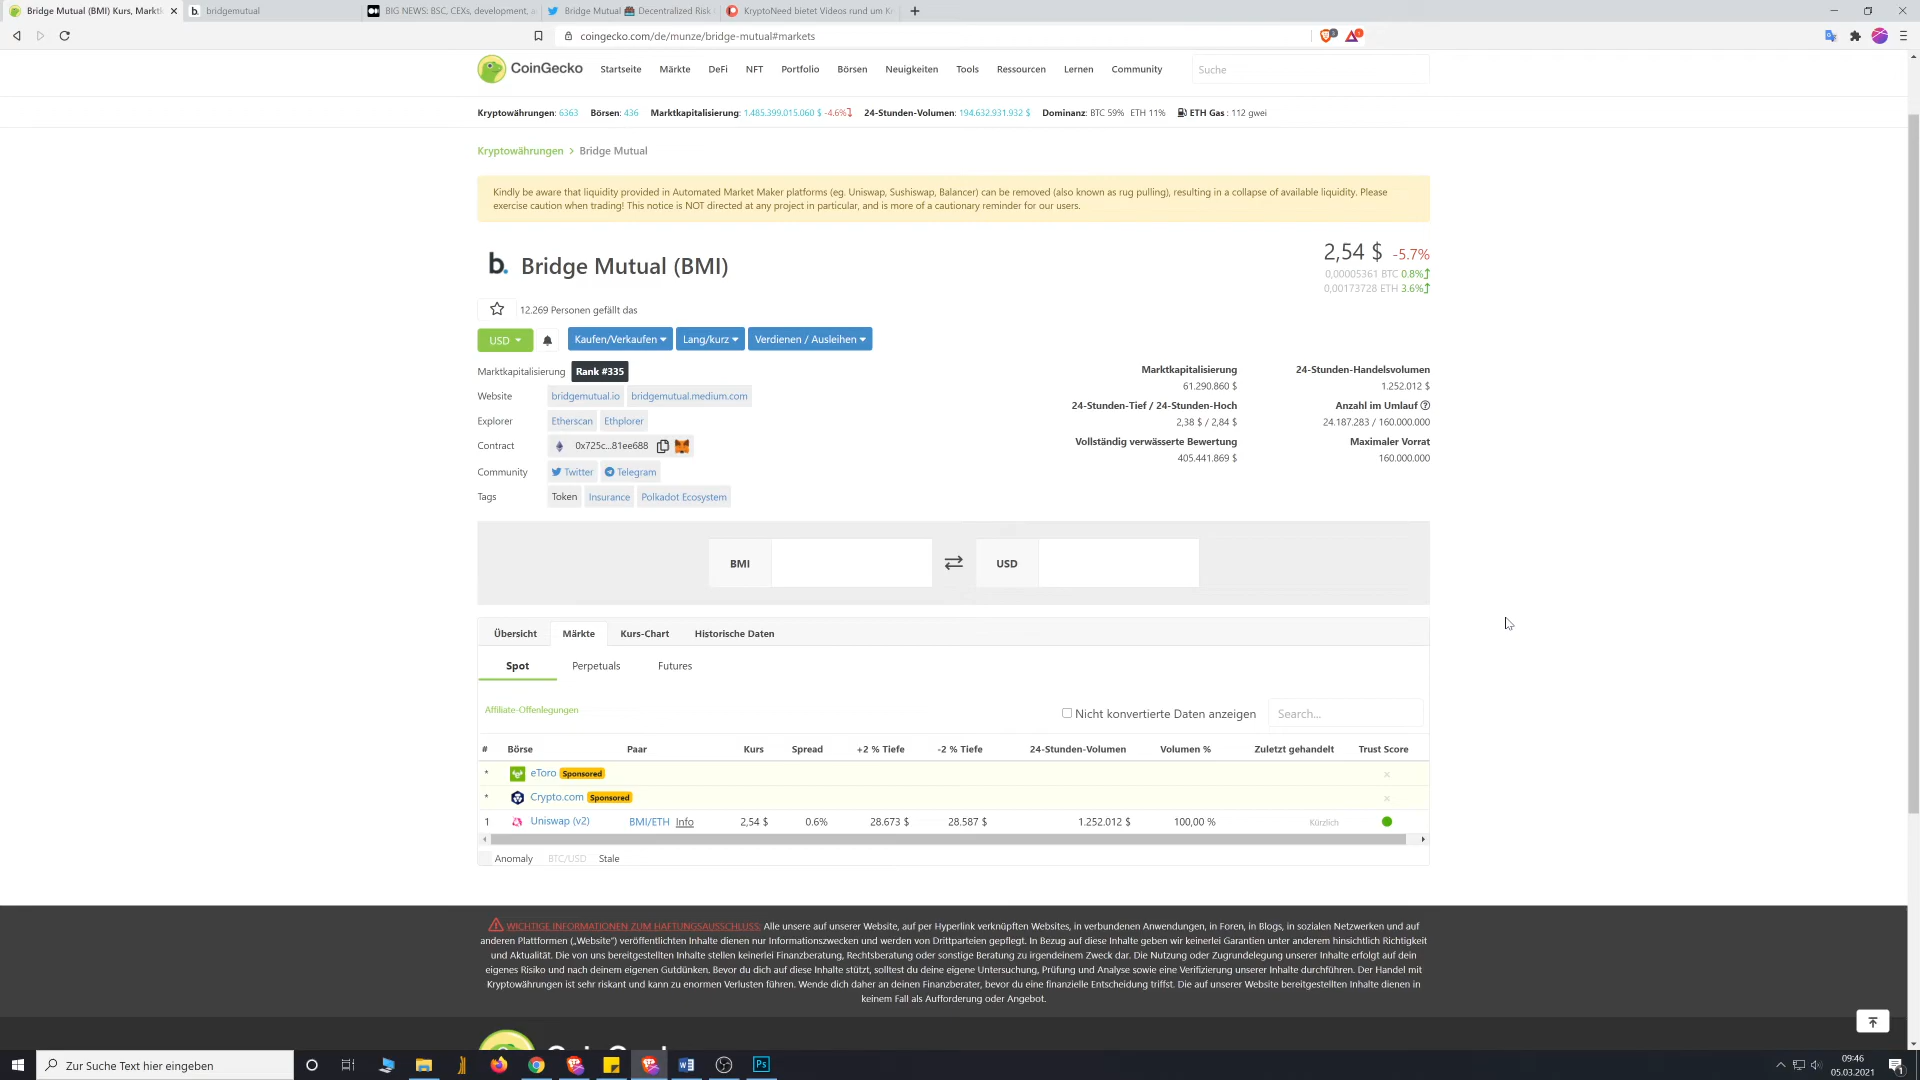 Bridge Mutual (BMI) Kurs, Marktk
bridgemutual
BIG NEWS: BSC, CEXs, development, a
Bridge Mutual Decentralized Risk
KryptoNeed bietet Videos rund um Kr
coingecko.com/de/munze/bridge-mutual#markets
CoinGecko
Startseite Märkte DeFi NFT Portfolio Börsen Neuigkeiten Tools Ressourcen Lernen Community
Suche
Kryptowährungen: 6363 Börsen: 436 Marktkapitalisierung: 1.485.399.015.060 $ -4.6% 24-Stunden-Volumen: 194.632.931.932 $ Dominanz: BTC 59% ETH 11% ETH Gas : 112 gwei
Kryptowährungen > Bridge Mutual
Kindly be aware that liquidity provided in Automated Market Maker platforms (eg. Uniswap, Sushiswap, Balancer) can be removed (also known as rug pulling), resulting in a collapse of available liquidity. Please
exercise caution when trading! This notice is NOT directed at any project in particular, and is more of a cautionary reminder for our users.
b. Bridge Mutual (BMI)
2,54 $ -5.7%
0,00005361 BTC 0.8%
0,00173728 ETH 3.6%
12.269 Personen gefällt das
USD Kaufen/Verkaufen Lang/kurz Verdienen / Ausleihen
Marktkapitalisierung Rank #335
Website bridgemutual.io bridgemutual.medium.com
Explorer Etherscan Ethplorer
Contract 0x725c...81ee688
Community Twitter Telegram
Tags Token Insurance Polkadot Ecosystem
Marktkapitalisierung 24-Stunden-Handelsvolumen
61.290.860 $ 1.252.012 $
24-Stunden-Tief / 24-Stunden-Hoch Anzahl im Umlauf
2,38 $ / 2,84 $ 24.187.283 / 160.000.000
Vollständig verwässerte Bewertung Maximaler Vorrat
405.441.869 $ 160.000.000
BMI USD
Übersicht Märkte Kurs-Chart Historische Daten
Spot Perpetuals Futures
Affiliate-Offenlegungen
Nicht konvertierte Daten anzeigen Search...
# Börse Paar Kurs Spread +2 % Tiefe -2 % Tiefe 24-Stunden-Volumen Volumen % Zuletzt gehandelt Trust Score
* eToro Sponsored
* Crypto.com Sponsored
1 Uniswap (v2) BMI/ETH Info 2,54 $ 0.6% 28.673 $ 28.587 $ 1.252.012 $ 100,00 % Kürzlich
Anomaly BTC/USD Stale
WICHTIGE INFORMATIONEN ZUM HAFTUNGSAUSSCHLUSS: Alle unsere auf unserer Website, auf per Hyperlink verknüpften Websites, in verbundenen Anwendungen, in Foren, in Blogs, in sozialen Netzwerken und auf
anderen Plattformen („Website") veröffentlichten Inhalte dienen nur Informationszwecken und werden von Drittparteien gepflegt. In Bezug auf diese Inhalte geben wir keinerlei Garantien unter anderem hinsichtlich Richtigkeit
und Aktualität. Die von uns bereitgestellten Inhalte stellen keinerlei Finanzberatung, Rechtsberatung oder sonstige Beratung zu irgendeinem Zweck dar. Die Nutzung oder Zugrundelegung unserer Inhalte erfolgt auf dein
eigenes Risiko und nach deinem eigenen Gutdünken. Bevor du dich auf diese Inhalte stützt, solltest du deine eigene Untersuchung, Prüfung und Analyse sowie eine Verifizierung unserer Inhalte durchführen. Der Handel mit
Kryptowährungen ist sehr riskant und kann zu enormen Verlusten führen. Wende dich daher an deinen Finanzberater, bevor du eine finanzielle Entscheidung triffst. Die auf unserer Website bereitgestellten Inhalte dienen in
keinem Fall als Aufforderung oder Angebot.
Zur Suche Text hier eingeben
09:46
05.03.2021